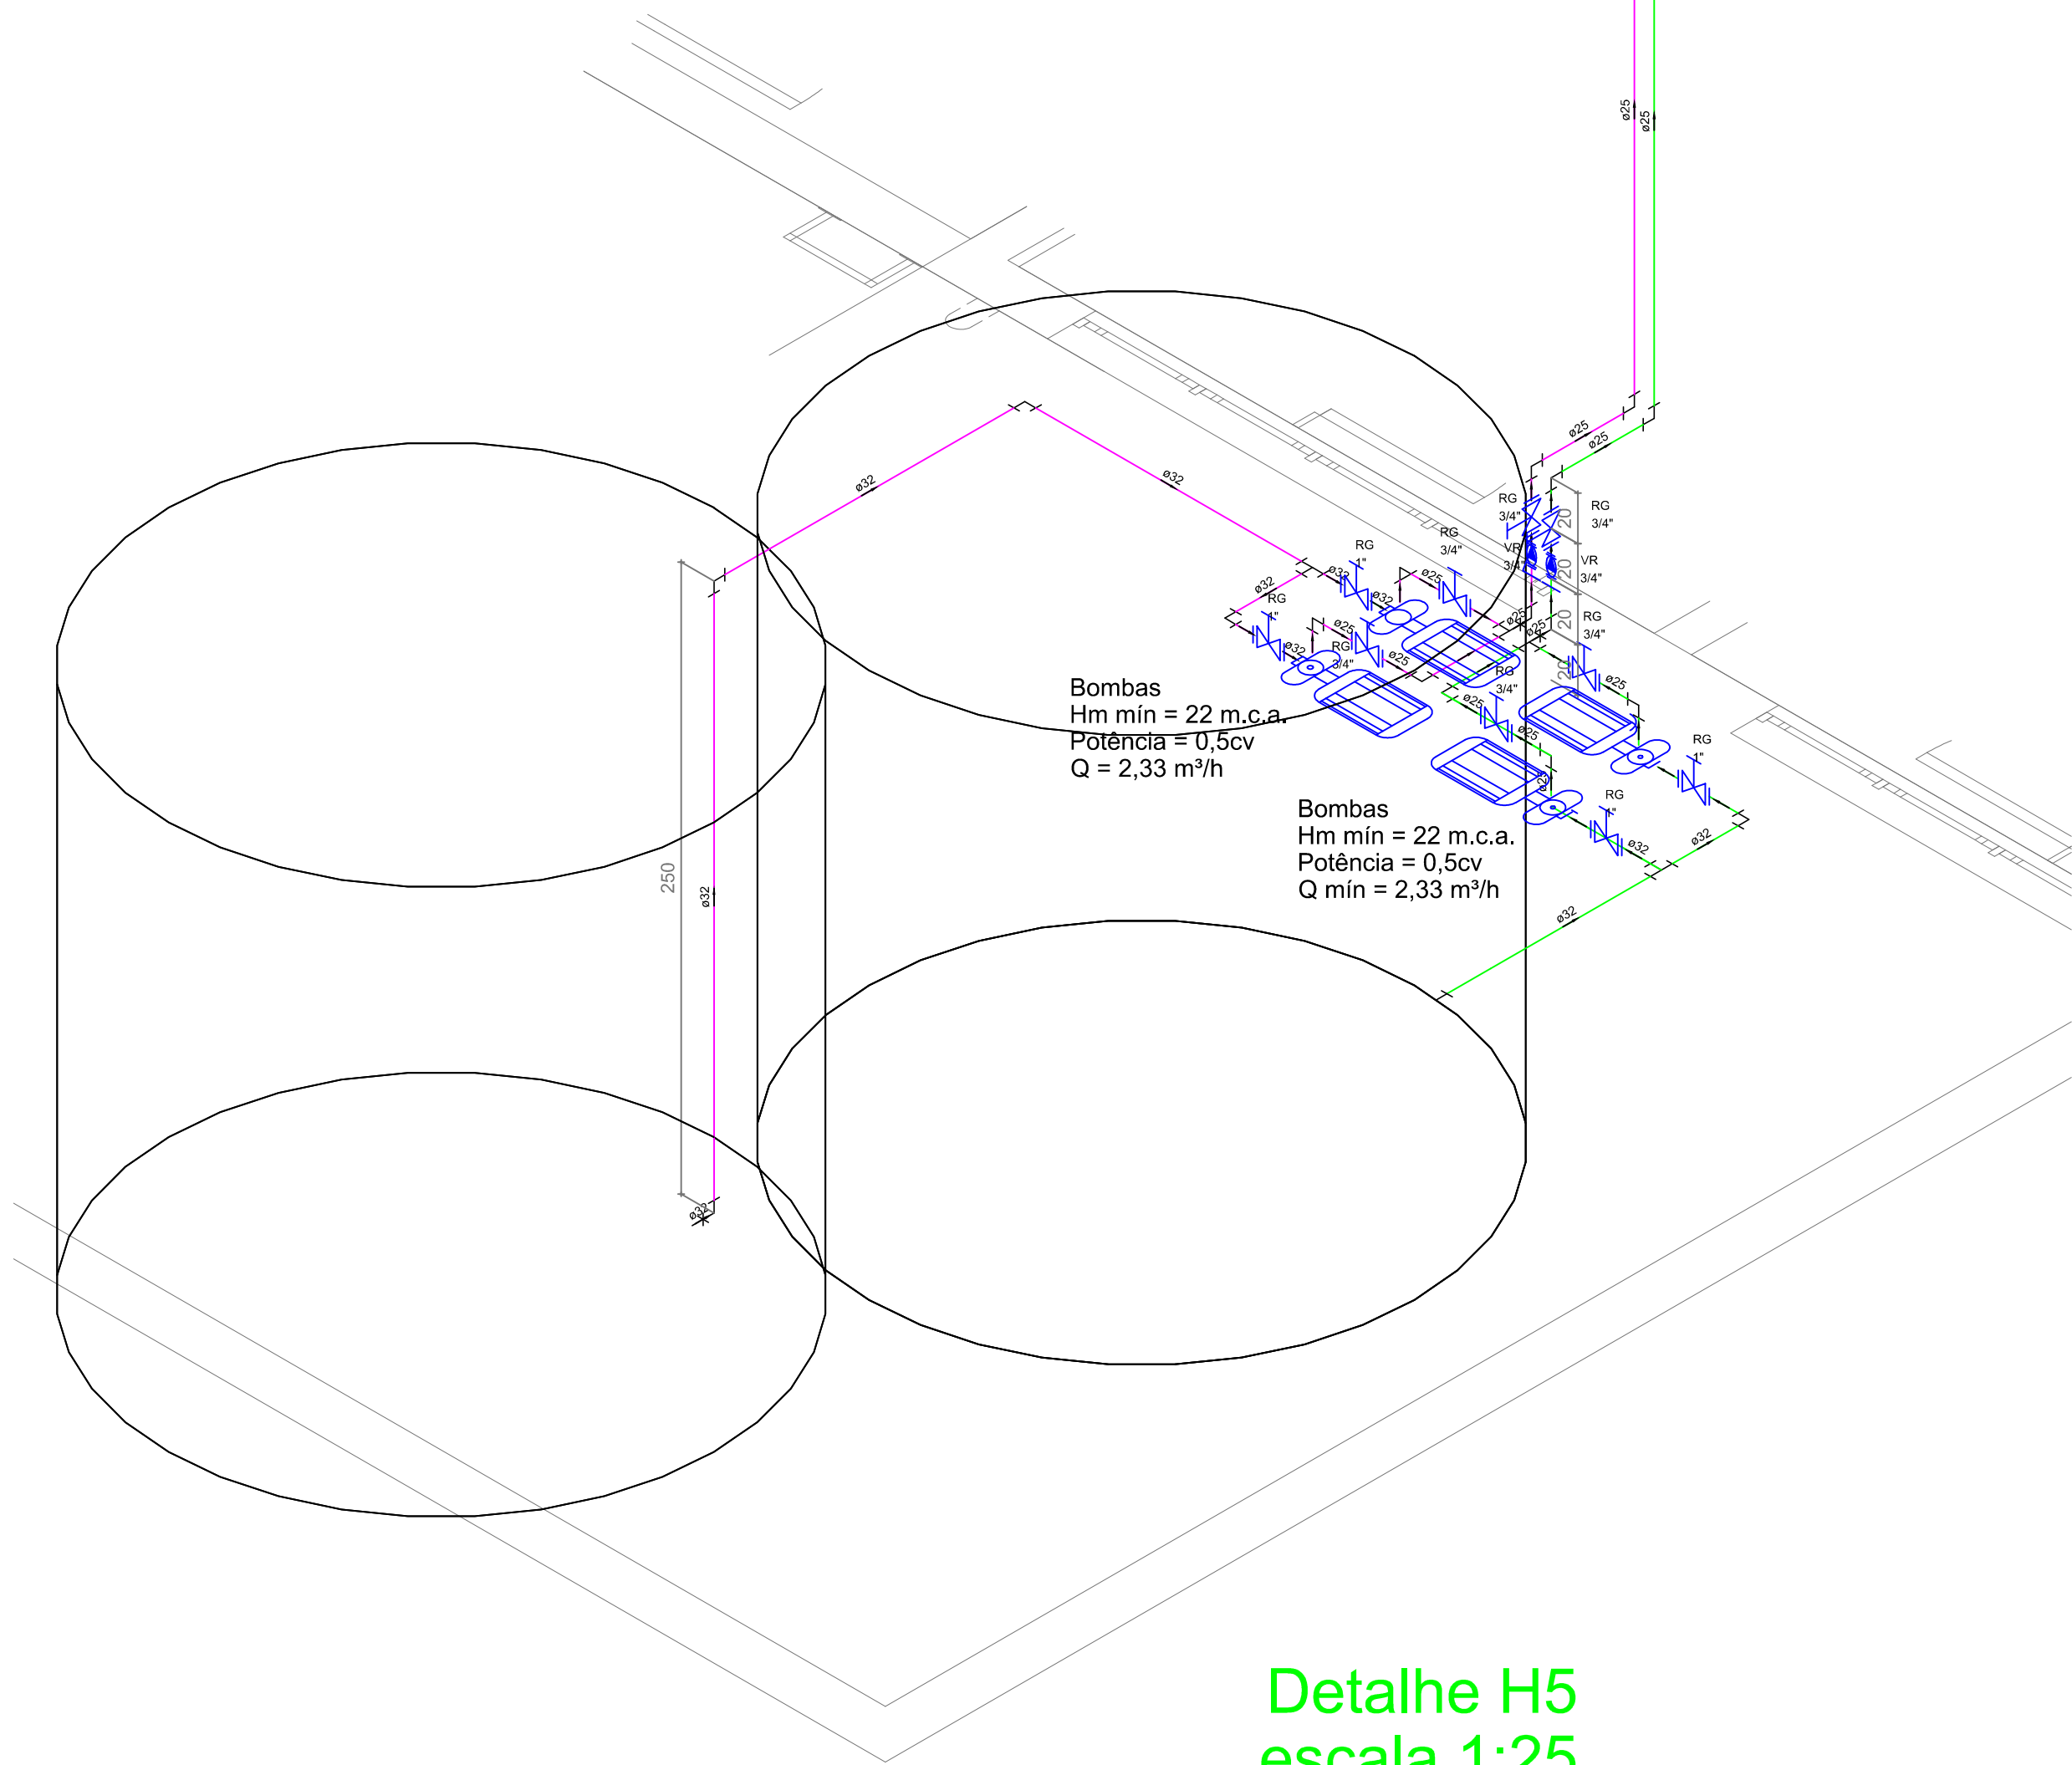 ø25
ø25
ø25
ø25
ø32
ø32
RG
3/4"
20
RG
3/4"
RG
3/4"
RG
1"
VR
3/4"
20
VR
3/4"
ø32
ø25
ø32
ø32
RG
1"
20
RG
3/4"
ø25
ø25
ø25
ø32
RG
3/4"
ø25
20
RG
3/4"
ø25
ø25
ø25
RG
1"
ø25
RG
1"
ø32
ø32
Bombas
Hm mín = 22 m.c.a.
Potência = 0,5cv
Q = 2,33 m³/h
Bombas
Hm mín = 22 m.c.a.
Potência = 0,5cv
Q mín = 2,33 m³/h
250
ø32
ø32
ø32
Detalhe H5
escala 1:25